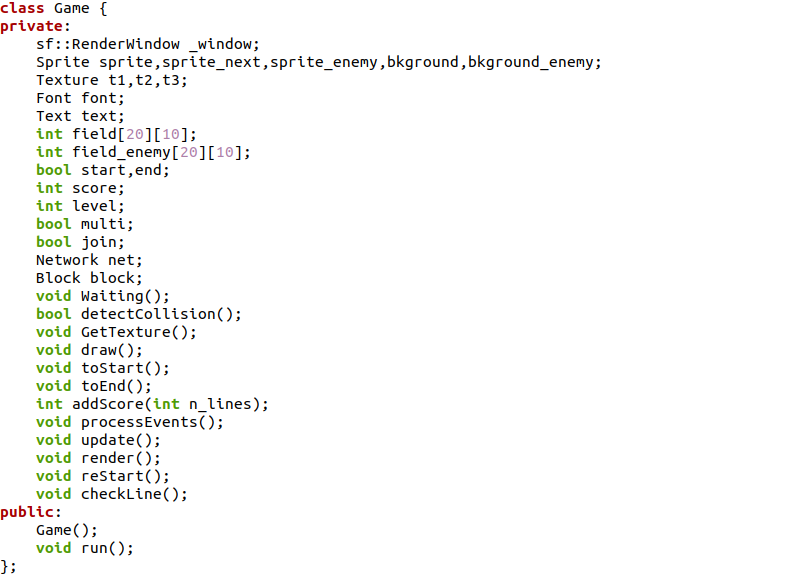 class Game {
private:
    sf::RenderWindow _window;
    Sprite sprite,sprite_next,sprite_enemy,bkground,bkground_enemy;
    Texture t1,t2,t3;
    Font font;
    Text text;
    int field[20][10];
    int field_enemy[20][10];
    bool start,end;
    int score;
    int level;
    bool multi;
    bool join;
    Network net;
    Block block;
    void Waiting();
    bool detectCollision();
    void GetTexture();
    void draw();
    void toStart();
    void toEnd();
    int addScore(int n_lines);
    void processEvents();
    void update();
    void render();
    void reStart();
    void checkLine();
public:
    Game();
    void run();
};